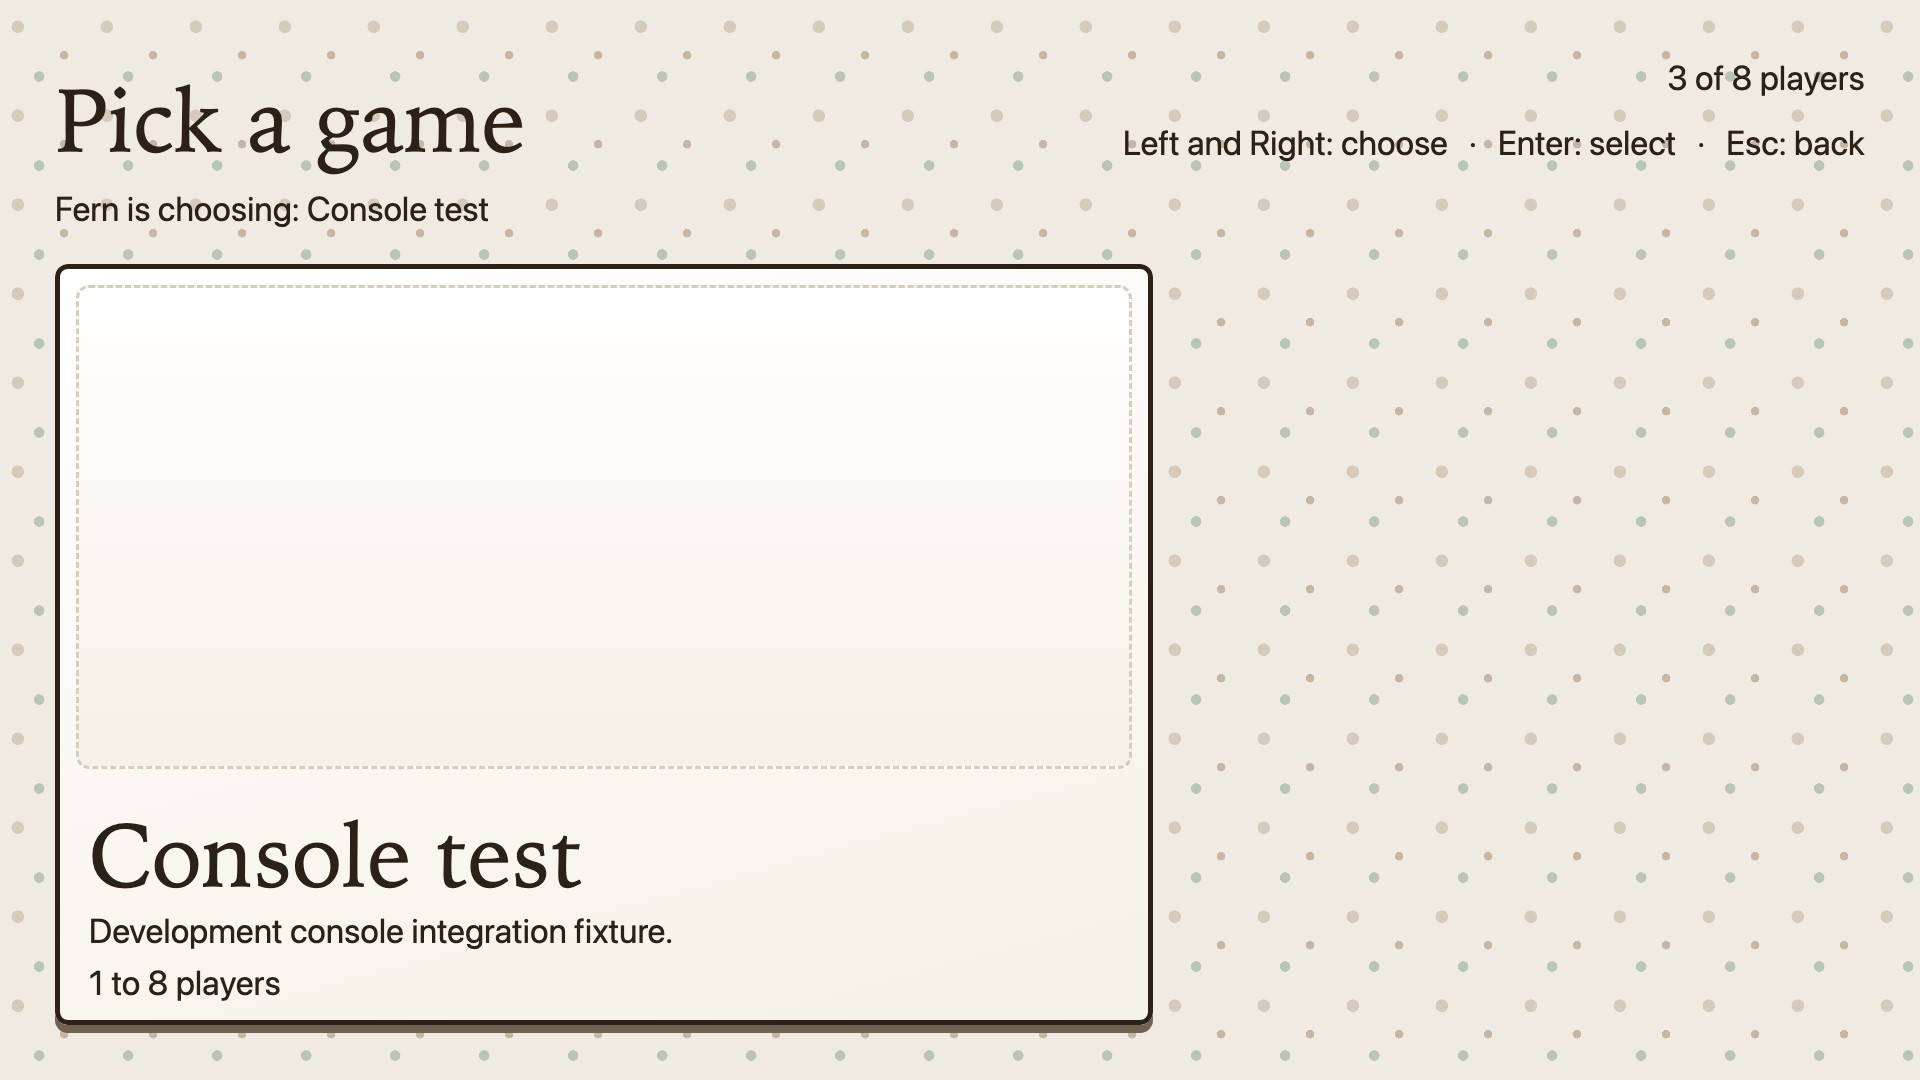 Pick a game
Fern is choosing: Console test
3 of 8 players
Left and Right: choose · Enter: select · Esc: back
Console test
Development console integration fixture.
1 to 8 players